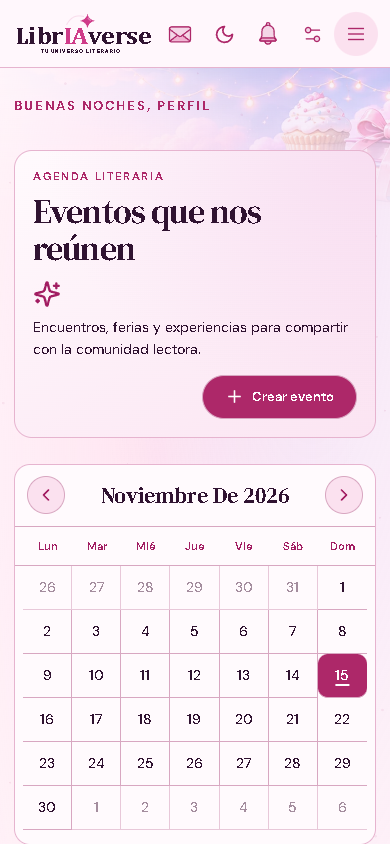 LibrIAverse
TU UNIVERSO LITERARIO
BUENAS NOCHES, PERFIL
AGENDA LITERARIA
Eventos que nos
reúnen
Encuentros, ferias y experiencias para compartir
con la comunidad lectora.
Crear evento
Noviembre De 2026
Lun Mar Mié Jue Vie Sáb Dom
26 27 28 29 30 31 1
2 3 4 5 6 7 8
9 10 11 12 13 14 15
16 17 18 19 20 21 22
23 24 25 26 27 28 29
30 1 2 3 4 5 6